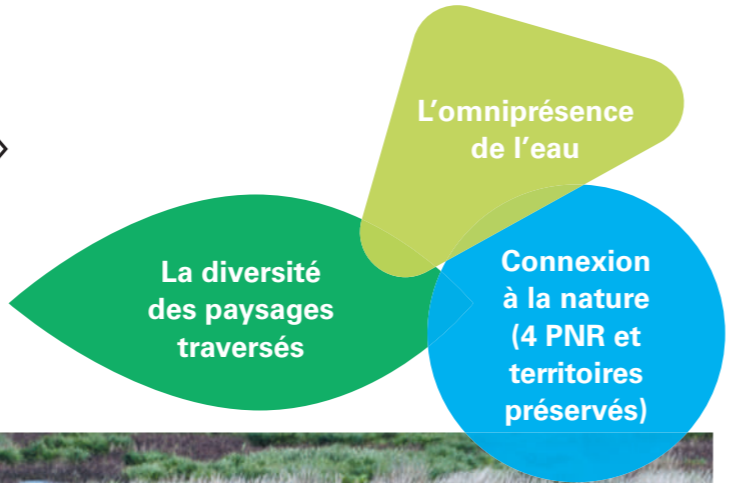 L’omniprésence
de l’eau
La diversité
des paysages
traversés
Connexion
à la nature
(4 PNR et
territoires
préservés)